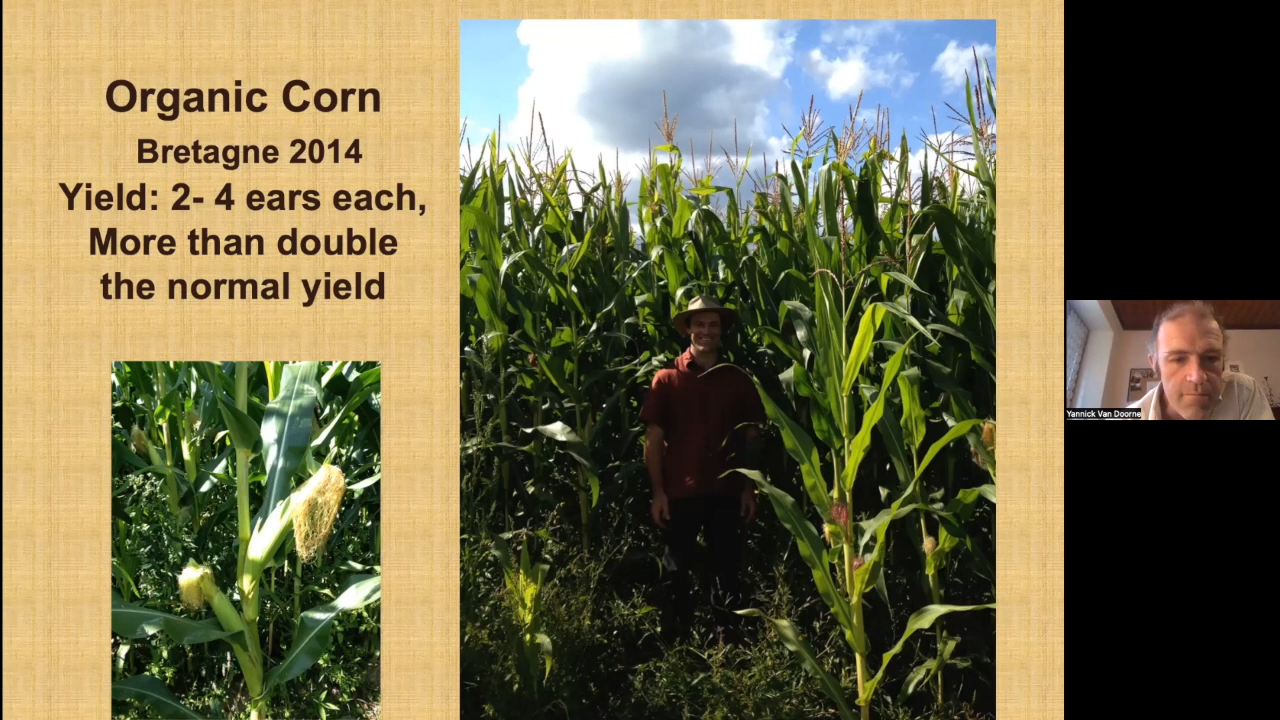 Organic Corn
Bretagne 2014
Yield: 2- 4 ears each,
More than double
the normal yield
Yannick Van Doorne